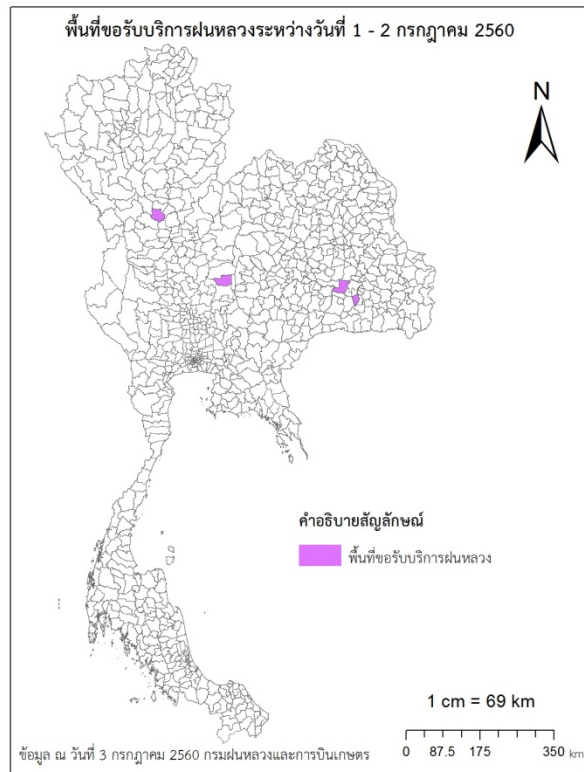 พื้นที่ขอรับบริการฝนหลวงระหว่างวันที่ 1 - 2 กรกฎาคม 2560
N
คำอธิบายสัญลักษณ์
พื้นที่ขอรับบริการฝนหลวง
1 cm = 69 km
0 87.5 175 350 km
ข้อมูล ณ วันที่ 3 กรกฎาคม 2560 กรมฝนหลวงและการบินเกษตร